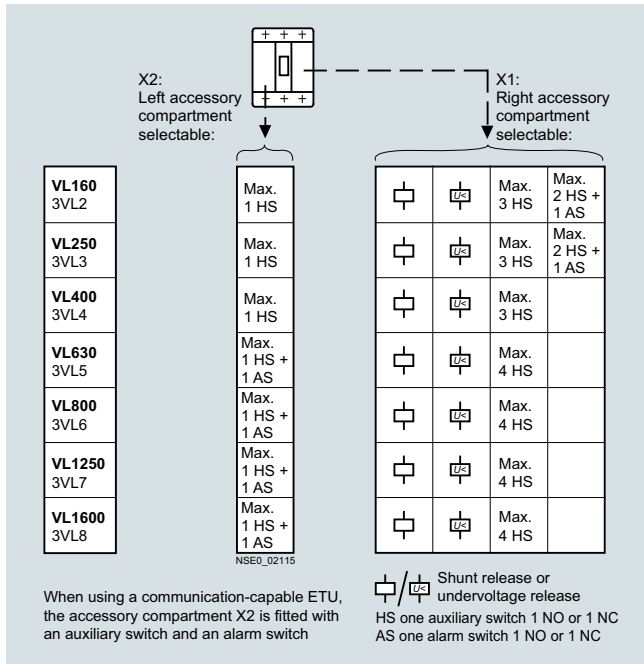 X2:
Left accessory
compartment
selectable:
X1:
Right accessory
compartment
selectable:
VL160
3VL2
Max.
1 HS
U<
Max.
3 HS
Max.
2 HS +
1 AS
VL250
3VL3
Max.
1 HS
U<
Max.
3 HS
Max.
2 HS +
1 AS
VL400
3VL4
Max.
1 HS
U<
Max.
3 HS
VL630
3VL5
Max.
1 HS +
1 AS
U<
Max.
4 HS
VL800
3VL6
Max.
1 HS +
1 AS
U<
Max.
4 HS
VL1250
3VL7
Max.
1 HS +
1 AS
U<
Max.
4 HS
VL1600
3VL8
Max.
1 HS +
1 AS
U<
Max.
4 HS
NSE0_02115
When using a communication-capable ETU,
the accessory compartment X2 is fitted with
an auxiliary switch and an alarm switch
/ U< Shunt release or
undervoltage release
HS one auxiliary switch 1 NO or 1 NC
AS one alarm switch 1 NO or 1 NC